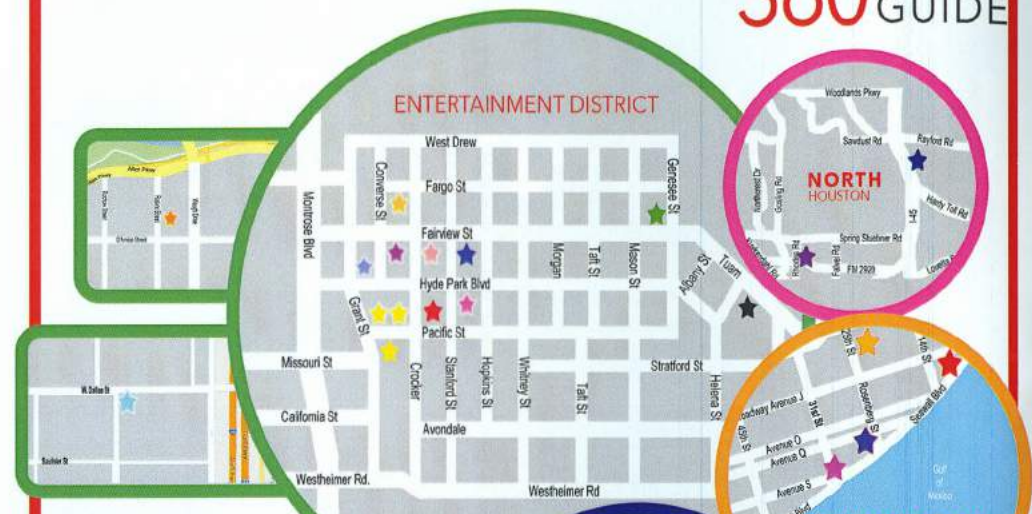 360 GUIDE
ENTERTAINMENT DISTRICT
West Drew
Converse St
Genesee St
Fargo St
Montrose Blvd
Fairview St
Morgan
Taft St
Mason St
Albany St
Tuam
Hyde Park Blvd
Grant St
Pacific St
Missouri St
Crocker
Stanford St
Hopkins St
Whitney St
Taft St
Stratford St
Helena St
California St
Avondale
Westheimer Rd.
Westheimer Rd
Allen Pkwy
W. Dallas St
Woodlands Pkwy
Sawdust Rd
Rayford Rd
Gosling Rd
NORTH
HOUSTON
Hardy Toll Rd
I-45
Spring Stuebner Rd
FM 2920
25th St
14th St
Rosenberg St
Seawall Blvd
31st St
45th St
Avenue O
Avenue Q
Avenue S
Gulf
of
Mexico